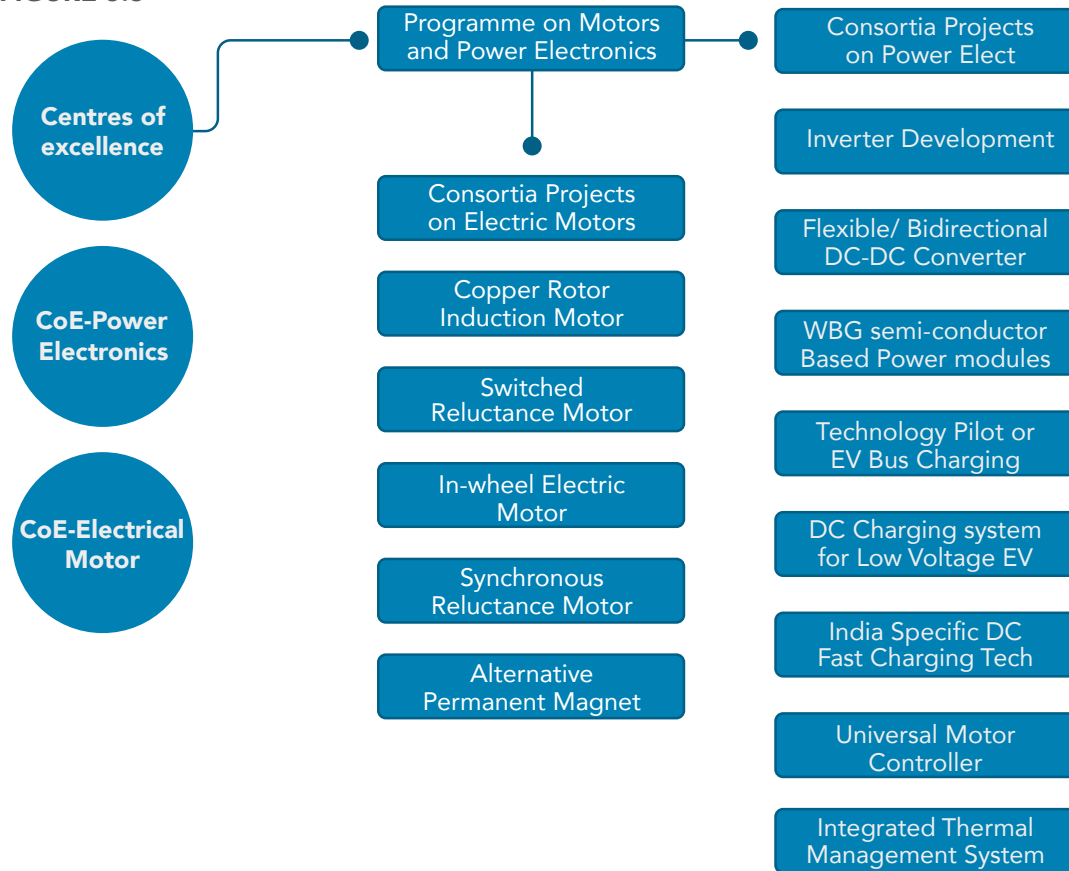 Centres of
excellence
CoE-Power
Electronics
CoE-Electrical
Motor
Programme on Motors
and Power Electronics
Consortia Projects
on Electric Motors
Copper Rotor
Induction Motor
Switched
Reluctance Motor
In-wheel Electric
Motor
Synchronous
Reluctance Motor
Alternative
Permanent Magnet
Consortia Projects
on Power Elect
Inverter Development
Flexible/ Bidirectional
DC-DC Converter
WBG semi-conductor
Based Power modules
Technology Pilot or
EV Bus Charging
DC Charging system
for Low Voltage EV
India Specific DC
Fast Charging Tech
Universal Motor
Controller
Integrated Thermal
Management System